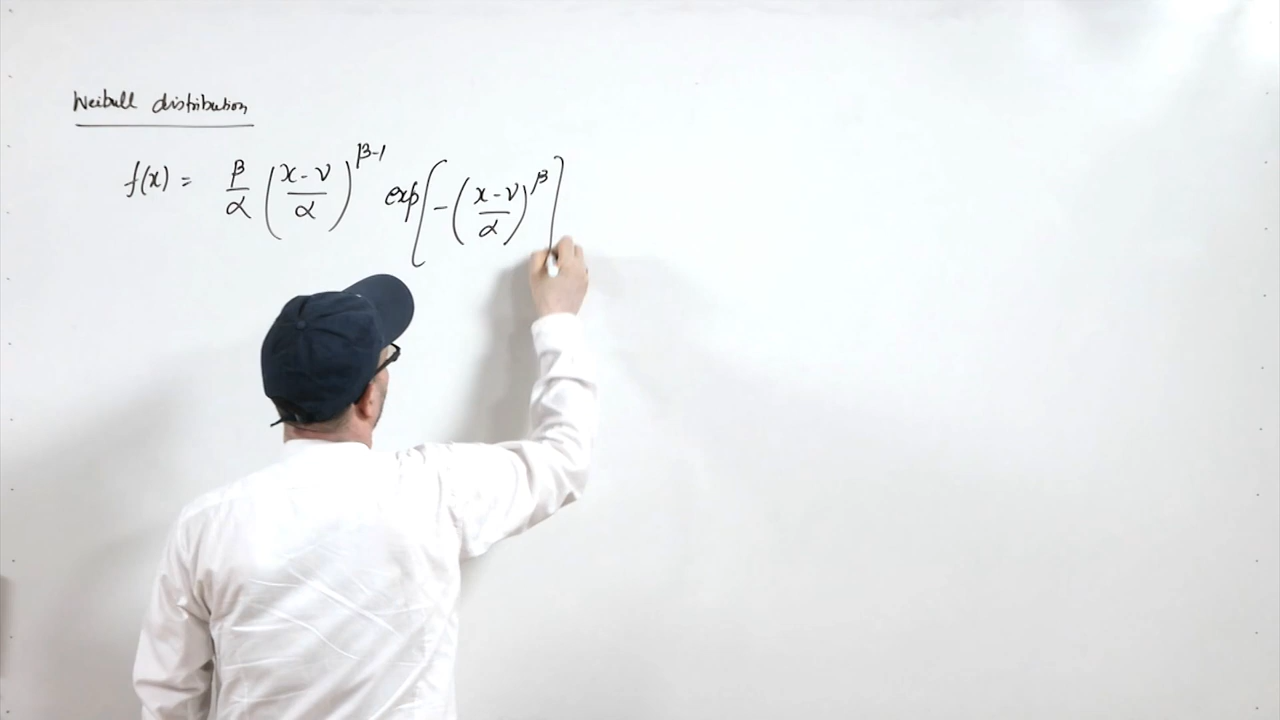 Weibull distribution
f(x) = β/α ((x-ν)/α)^(β-1) exp[-((x-ν)/α)^β]